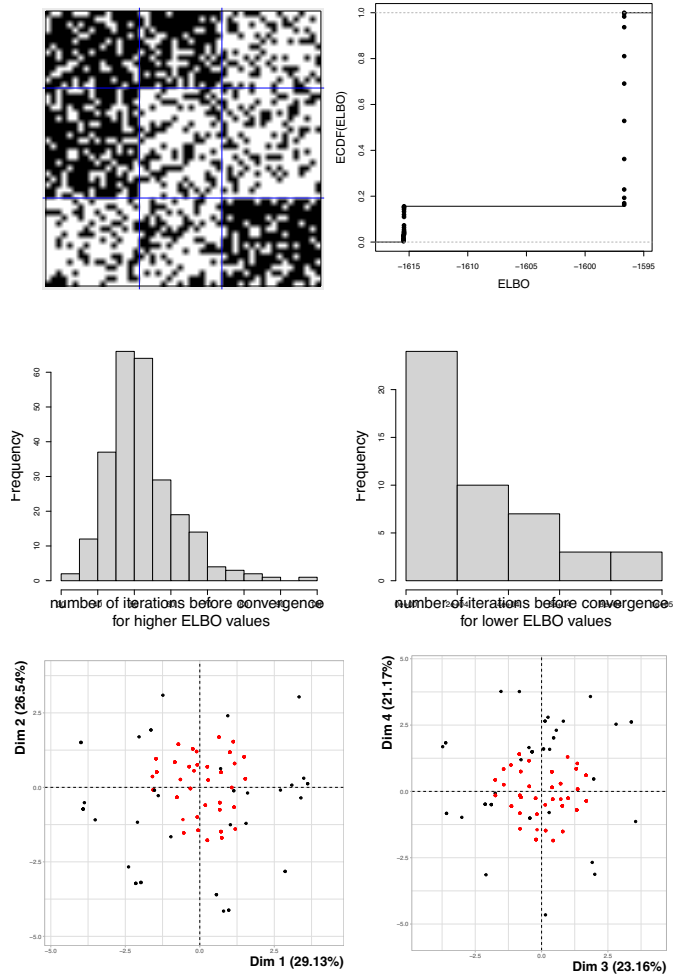 ECDF(ELBO)
1.0
0.8
0.6
0.4
0.2
0.0
−1615 −1610 −1605 −1600 −1595
ELBO
Frequency
60
50
40
30
20
10
0
number of iterations before convergence
for higher ELBO values
Frequency
20
15
10
5
0
number of iterations before convergence
for lower ELBO values
Dim 2 (26.54%)
2.5
0.0
−2.5
−5.0
−5.0 −2.5 0.0 2.5
Dim 1 (29.13%)
Dim 4 (21.17%)
5.0
2.5
0.0
−2.5
−5.0
−2.5 0.0 2.5
Dim 3 (23.16%)